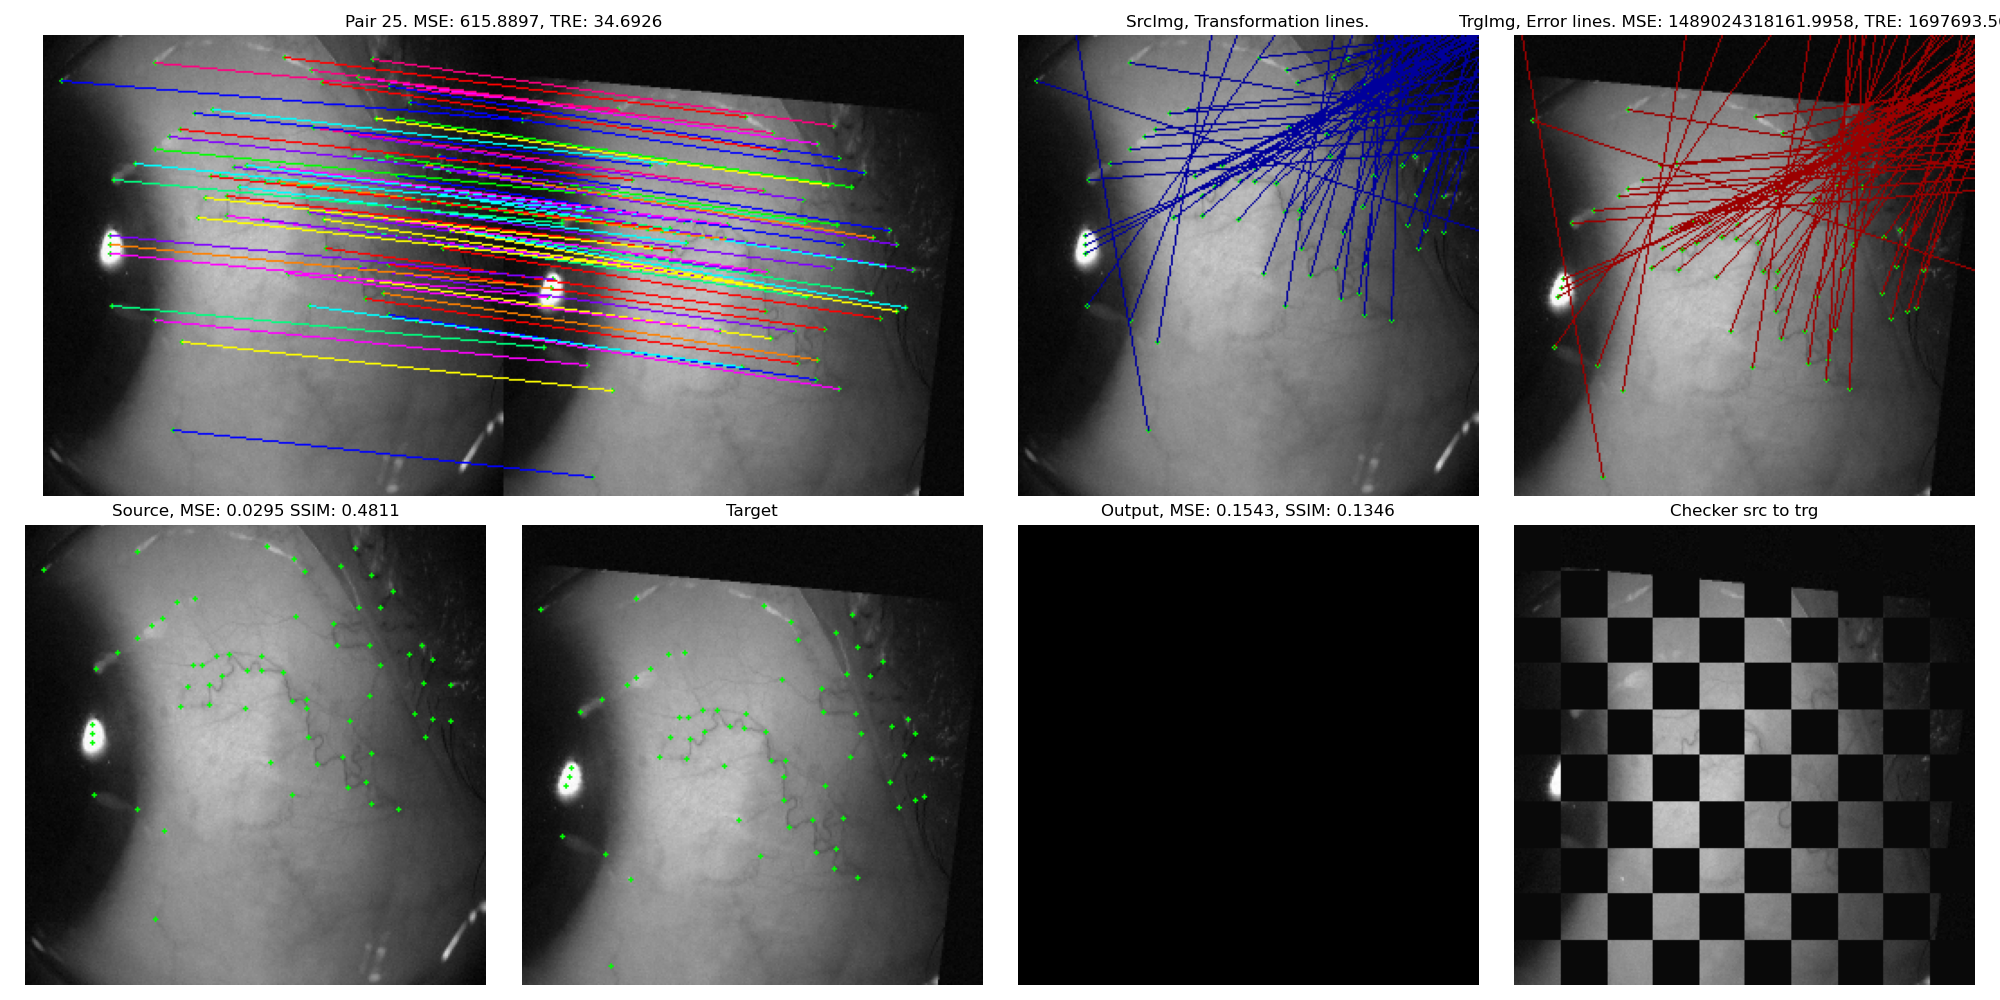 Pair 25. MSE: 615.8897, TRE: 34.6926
SrcImg, Transformation lines.
TrgImg, Error lines. MSE: 1489024318161.9958, TRE: 1697693.5
Source, MSE: 0.0295 SSIM: 0.4811
Target
Output, MSE: 0.1543, SSIM: 0.1346
Checker src to trg